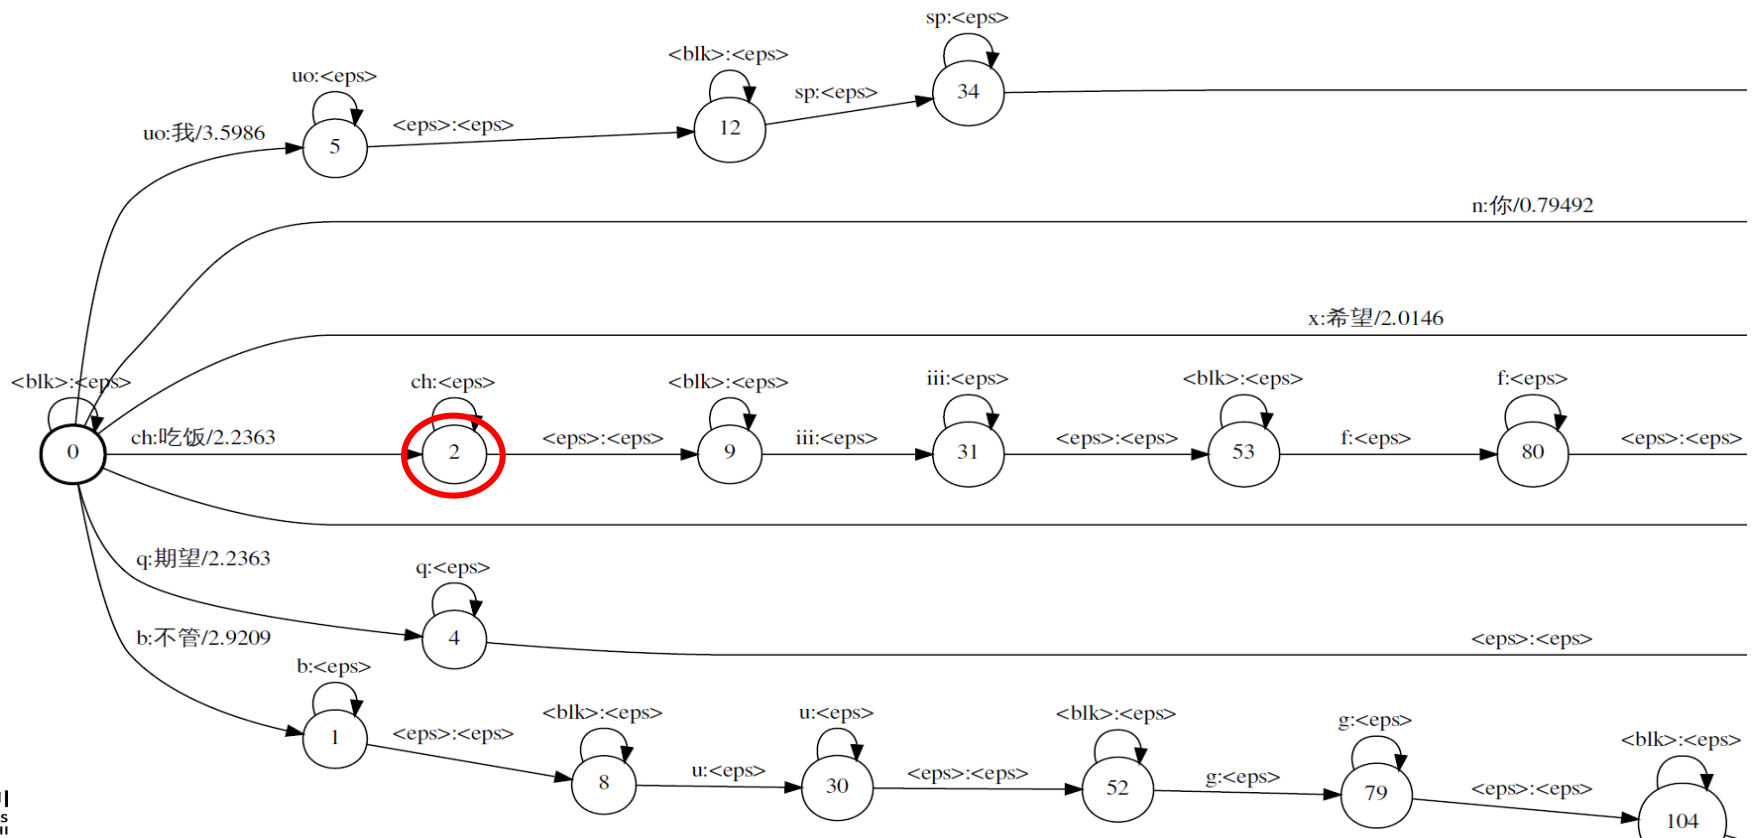 sp:<eps>
<blk>:<eps>
34
uo:<eps>
sp:<eps>
12
uo:我/3.5986
<eps>:<eps>
5
n:你/0.79492
x:希望/2.0146
<blk>:<eps>
ch:<eps>
<blk>:<eps>
iii:<eps>
<blk>:<eps>
f:<eps>
0
ch:吃饭/2.2363
2
<eps>:<eps>
9
iii:<eps>
31
<eps>:<eps>
53
f:<eps>
80
<eps>:<eps>
q:期望/2.2363
q:<eps>
4
<eps>:<eps>
b:不管/2.9209
b:<eps>
1
<eps>:<eps>
<blk>:<eps>
8
u:<eps>
u:<eps>
30
<eps>:<eps>
<blk>:<eps>
52
g:<eps>
g:<eps>
79
<eps>:<eps>
<blk>:<eps>
104